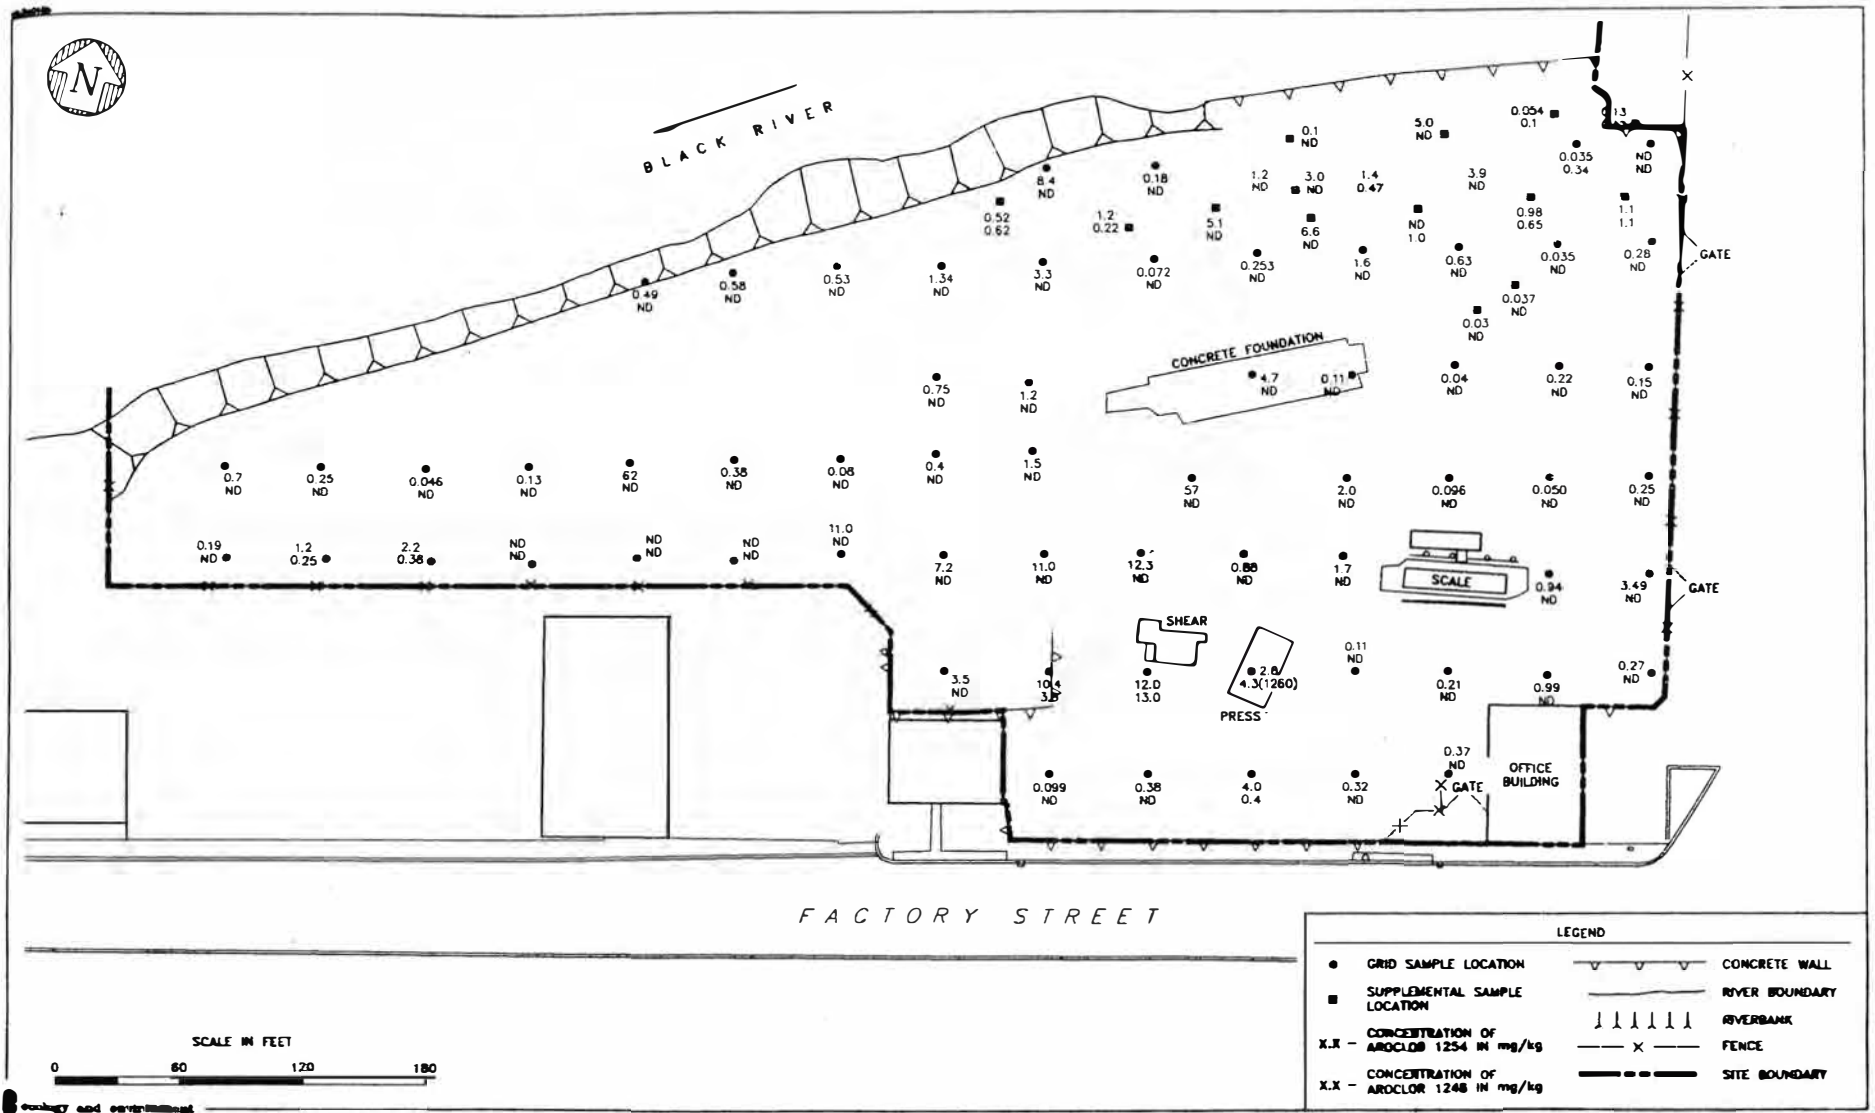 N
BLACK RIVER
0.054
0.1
0.1
ND
5.0
ND
0.035
0.34
ND
ND
8.4
ND
0.18
ND
1.2
ND
3.0
ND
1.4
0.47
3.9
ND
0.52
0.62
1.2
0.22
5.1
ND
6.6
ND
ND
1.0
0.98
0.65
1.1
1.1
0.49
ND
0.58
ND
0.53
ND
1.34
ND
3.3
ND
0.072
ND
0.253
ND
1.6
ND
0.63
ND
0.035
ND
0.28
ND
GATE
0.037
ND
0.03
ND
CONCRETE FOUNDATION
0.75
ND
1.2
ND
4.7
ND
0.11
ND
0.04
ND
0.22
ND
0.15
ND
0.7
ND
0.25
ND
0.046
ND
0.13
ND
62
ND
0.38
ND
0.08
ND
0.4
ND
1.5
ND
57
ND
2.0
ND
0.096
ND
0.050
ND
0.25
ND
0.19
ND
1.2
0.25
2.2
0.38
ND
ND
ND
ND
ND
ND
11.0
ND
7.2
ND
11.0
ND
12.3
ND
0.88
ND
1.7
ND
SCALE
0.94
ND
3.49
ND
GATE
SHEAR
3.5
ND
10.4
12.0
13.0
2.8
4.3(1260)
PRESS
0.11
ND
0.21
ND
0.99
ND
0.27
ND
0.099
ND
0.38
ND
4.0
0.4
0.32
ND
0.37
ND
GATE
OFFICE
BUILDING
FACTORY STREET
LEGEND
GRID SAMPLE LOCATION
SUPPLEMENTAL SAMPLE
LOCATION
X.X - CONCENTRATION OF
AROCLOR 1254 IN mg/kg
X.X - CONCENTRATION OF
AROCLOR 1248 IN mg/kg
CONCRETE WALL
RIVER BOUNDARY
RIVERBANK
FENCE
SITE BOUNDARY
SCALE IN FEET
0 60 120 180
ecology and environment